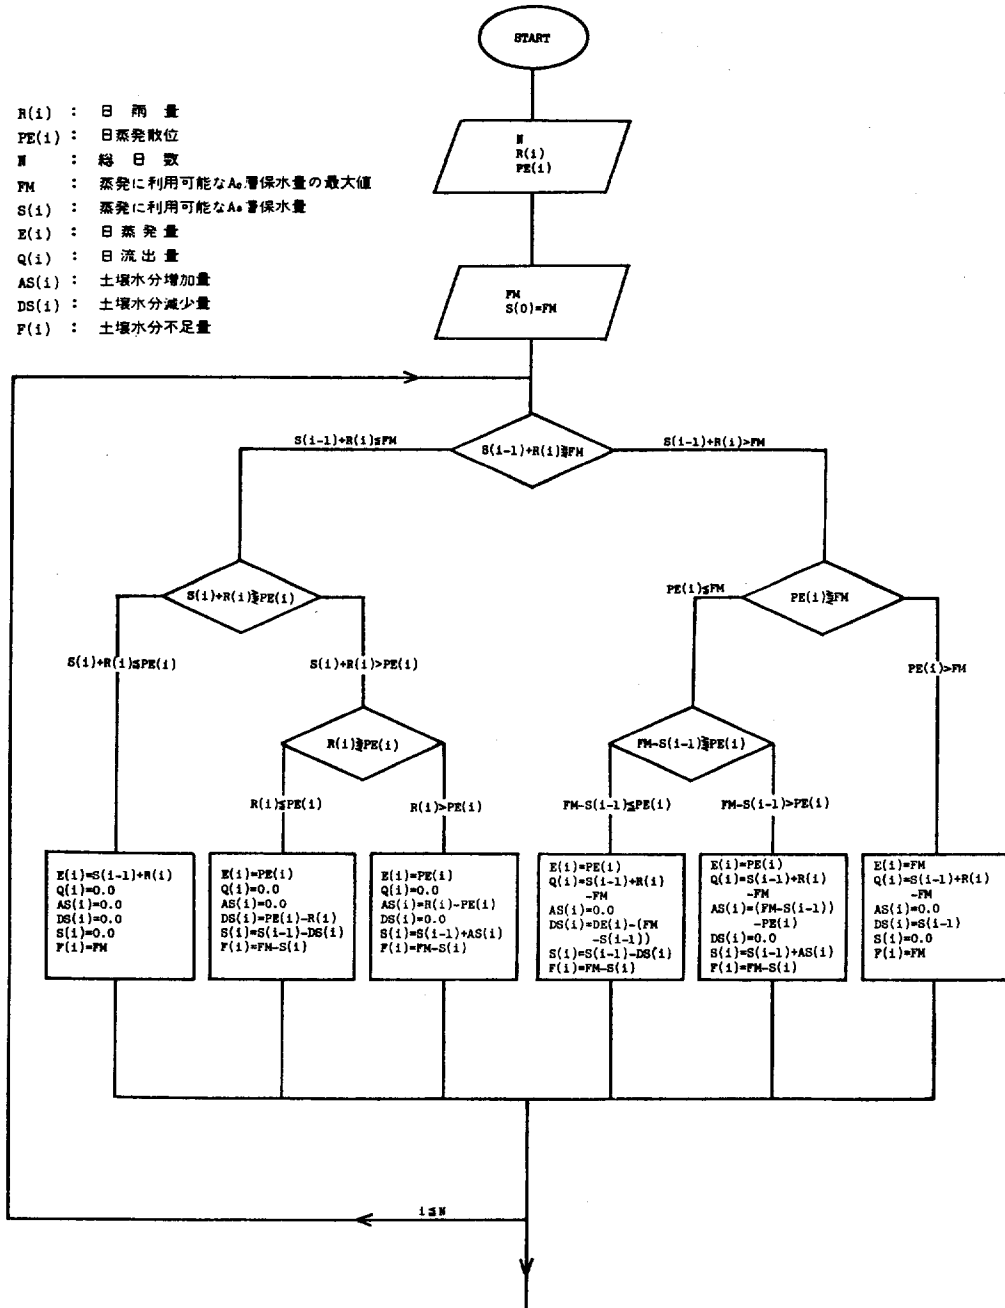 START
R(i) : 日雨量
PE(i) : 日蒸発散位
N : 総日数
FM : 蒸発に利用可能なA₀層保水量の最大値
S(i) : 蒸発に利用可能なA₀層保水量
E(i) : 日蒸発量
Q(i) : 日流出量
AS(i) : 土壌水分増加量
DS(i) : 土壌水分減少量
F(i) : 土壌水分不足量
N
R(i)
PE(i)
FM
S(0)=FM
S(i-1)+R(i)≦FM
S(i-1)+R(i)⋛FM
S(i-1)+R(i)>FM
S(i)+R(i)⋛PE(i)
PE(i)≦FM
PE(i)⋛FM
S(i)+R(i)≦PE(i)
S(i)+R(i)>PE(i)
PE(i)>FM
R(i)⋛PE(i)
FM-S(i-1)⋛PE(i)
R(i)≦PE(i)
R(i)>PE(i)
FM-S(i-1)≦PE(i)
FM-S(i-1)>PE(i)
E(i)=S(i-1)+R(i)
Q(i)=0.0
AS(i)=0.0
DS(i)=0.0
S(i)=0.0
F(i)=FM
E(i)=PE(i)
Q(i)=0.0
AS(i)=0.0
DS(i)=PE(i)-R(i)
S(i)=S(i-1)-DS(i)
F(i)=FM-S(i)
E(i)=PE(i)
Q(i)=0.0
AS(i)=R(i)-PE(i)
DS(i)=0.0
S(i)=S(i-1)+AS(i)
F(i)=FM-S(i)
E(i)=PE(i)
Q(i)=S(i-1)+R(i)
-FM
AS(i)=0.0
DS(i)=DE(i)-(FM
-S(i-1))
S(i)=S(i-1)-DS(i)
F(i)=FM-S(i)
E(i)=PE(i)
Q(i)=S(i-1)+R(i)
-FM
AS(i)=(FM-S(i-1))
-PE(i)
DS(i)=0.0
S(i)=S(i-1)+AS(i)
F(i)=FM-S(i)
E(i)=FM
Q(i)=S(i-1)+R(i)
-FM
AS(i)=0.0
DS(i)=S(i-1)
S(i)=0.0
F(i)=FM
i≦N